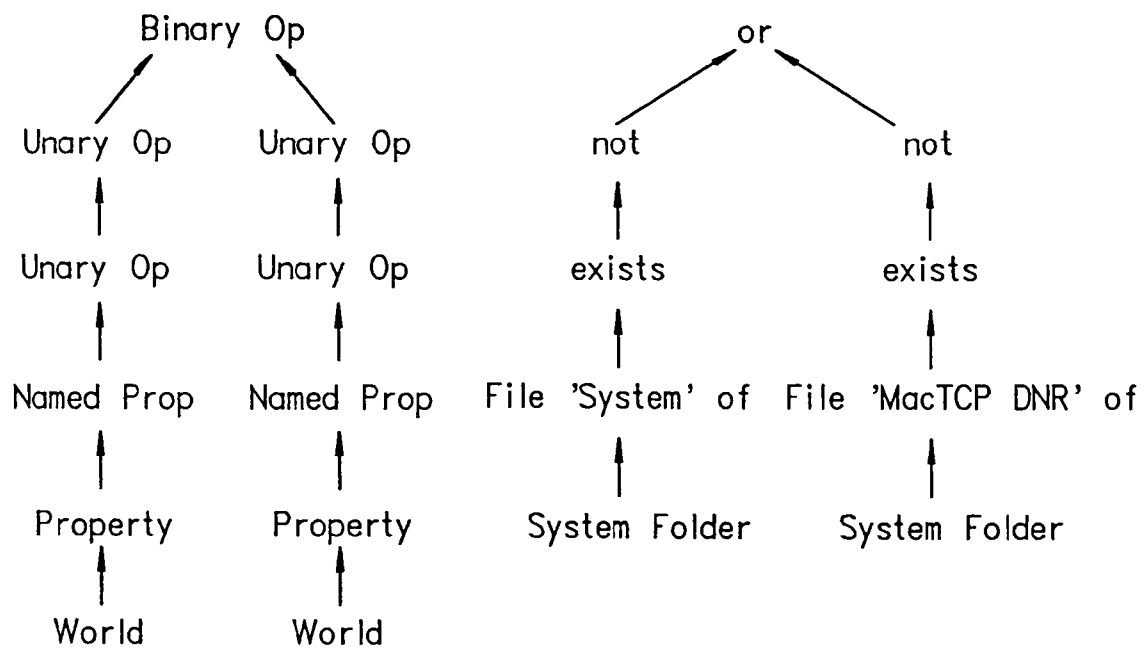 Binary Op
or
Unary Op
Unary Op
not
not
Unary Op
Unary Op
exists
exists
Named Prop
Named Prop
File 'System' of
File 'MacTCP DNR' of
Property
Property
System Folder
System Folder
World
World